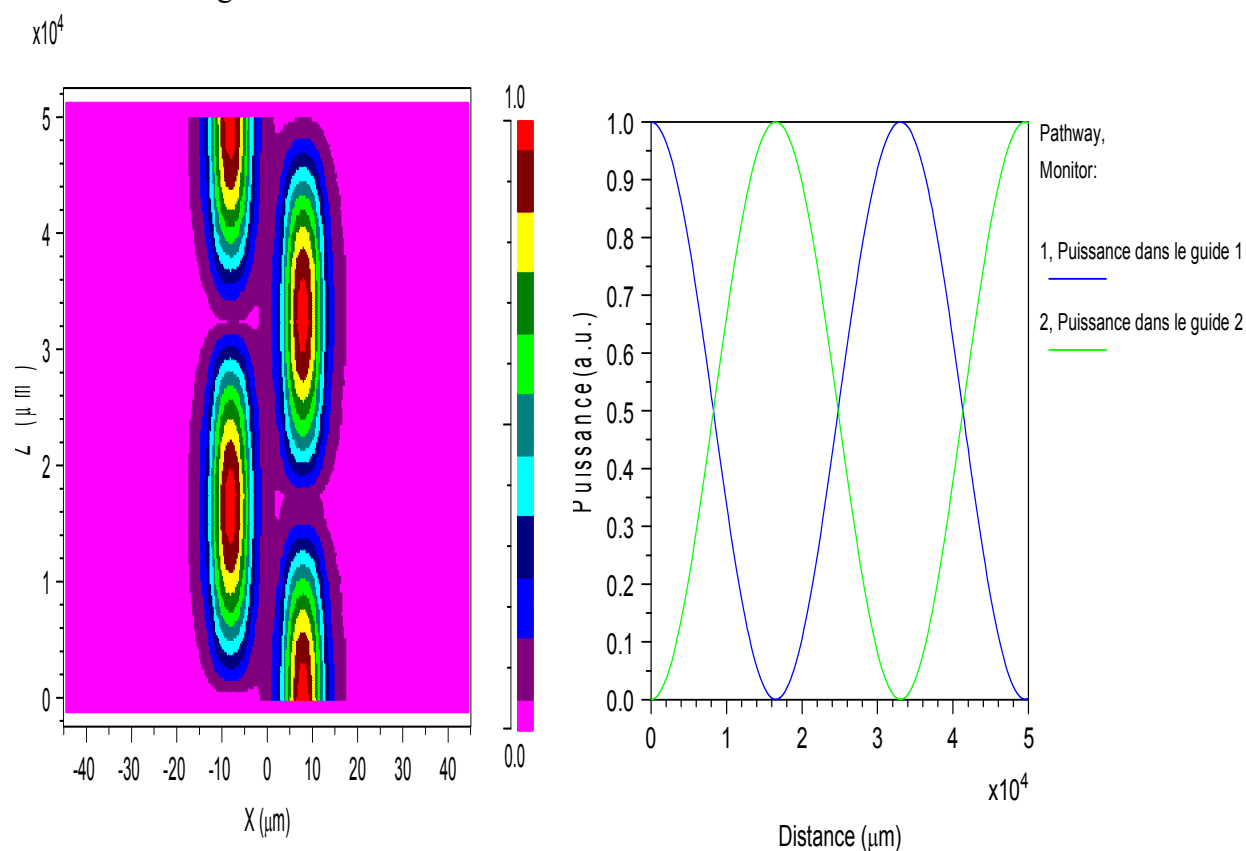 x10⁴
5
4
3
2
1
0
Z (μm)
-40 -30 -20 -10 0 10 20 30 40
X (μm)
1.0
0.0
1.0
0.9
0.8
0.7
0.6
0.5
0.4
0.3
0.2
0.1
0.0
Puissance (a.u.)
0 1 2 3 4 5
x10⁴
Distance (μm)
Pathway,
Monitor:
1, Puissance dans le guide 1
2, Puissance dans le guide 2